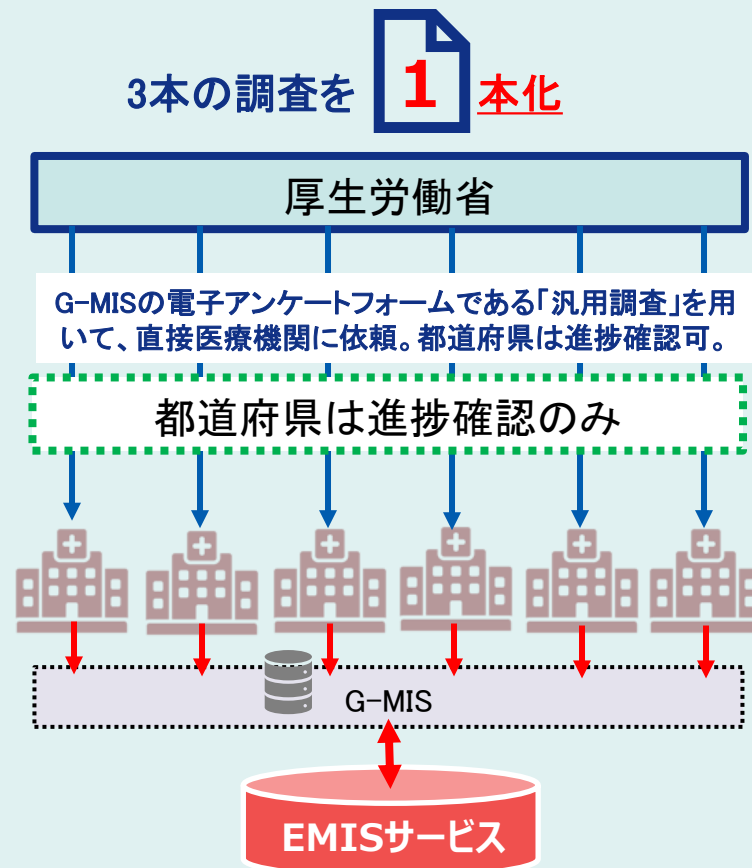 3本の調査を 1 本化
厚生労働省
G-MISの電子アンケートフォームである「汎用調査」を用
いて、直接医療機関に依頼。都道府県は進捗確認可。
都道府県は進捗確認のみ
G-MIS
EMISサービス